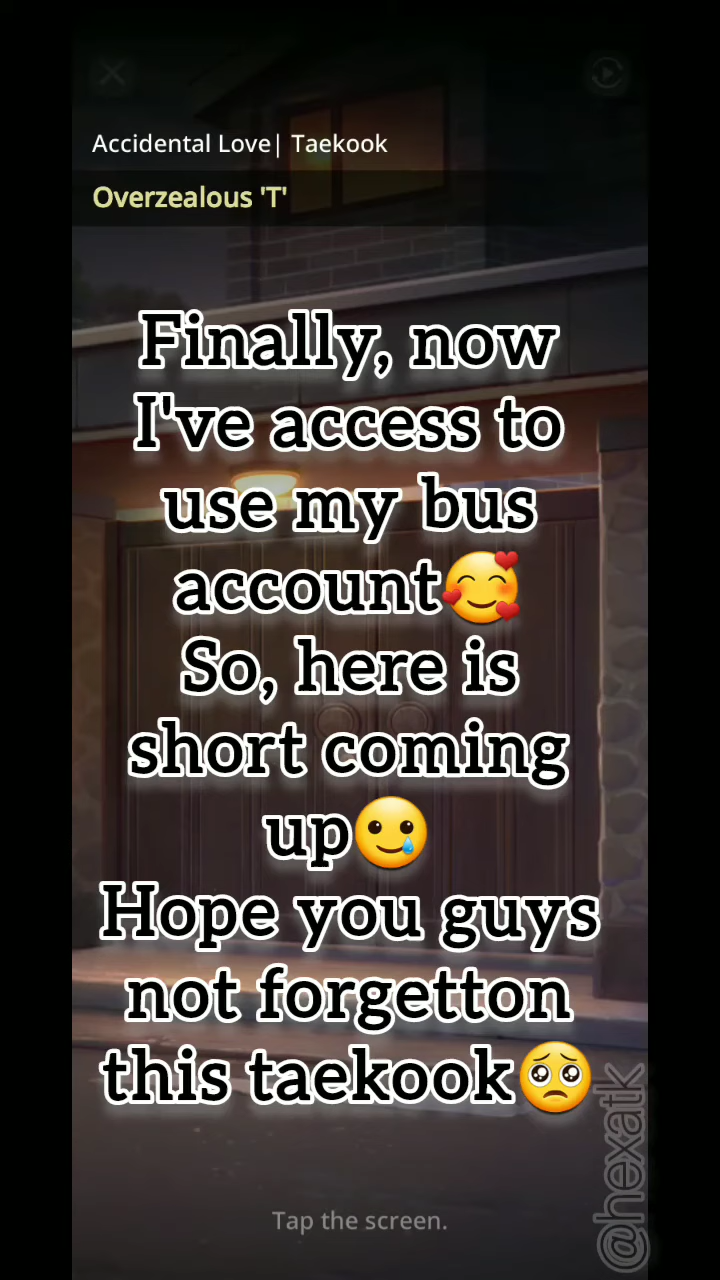 Accidental Love| Taekook
Overzealous 'T'
Finally, now
I've access to
use my bus
account🥰
So, here is
short coming
up🥲
Hope you guys
not forgetton
this taekook🥺
@hexatk
Tap the screen.